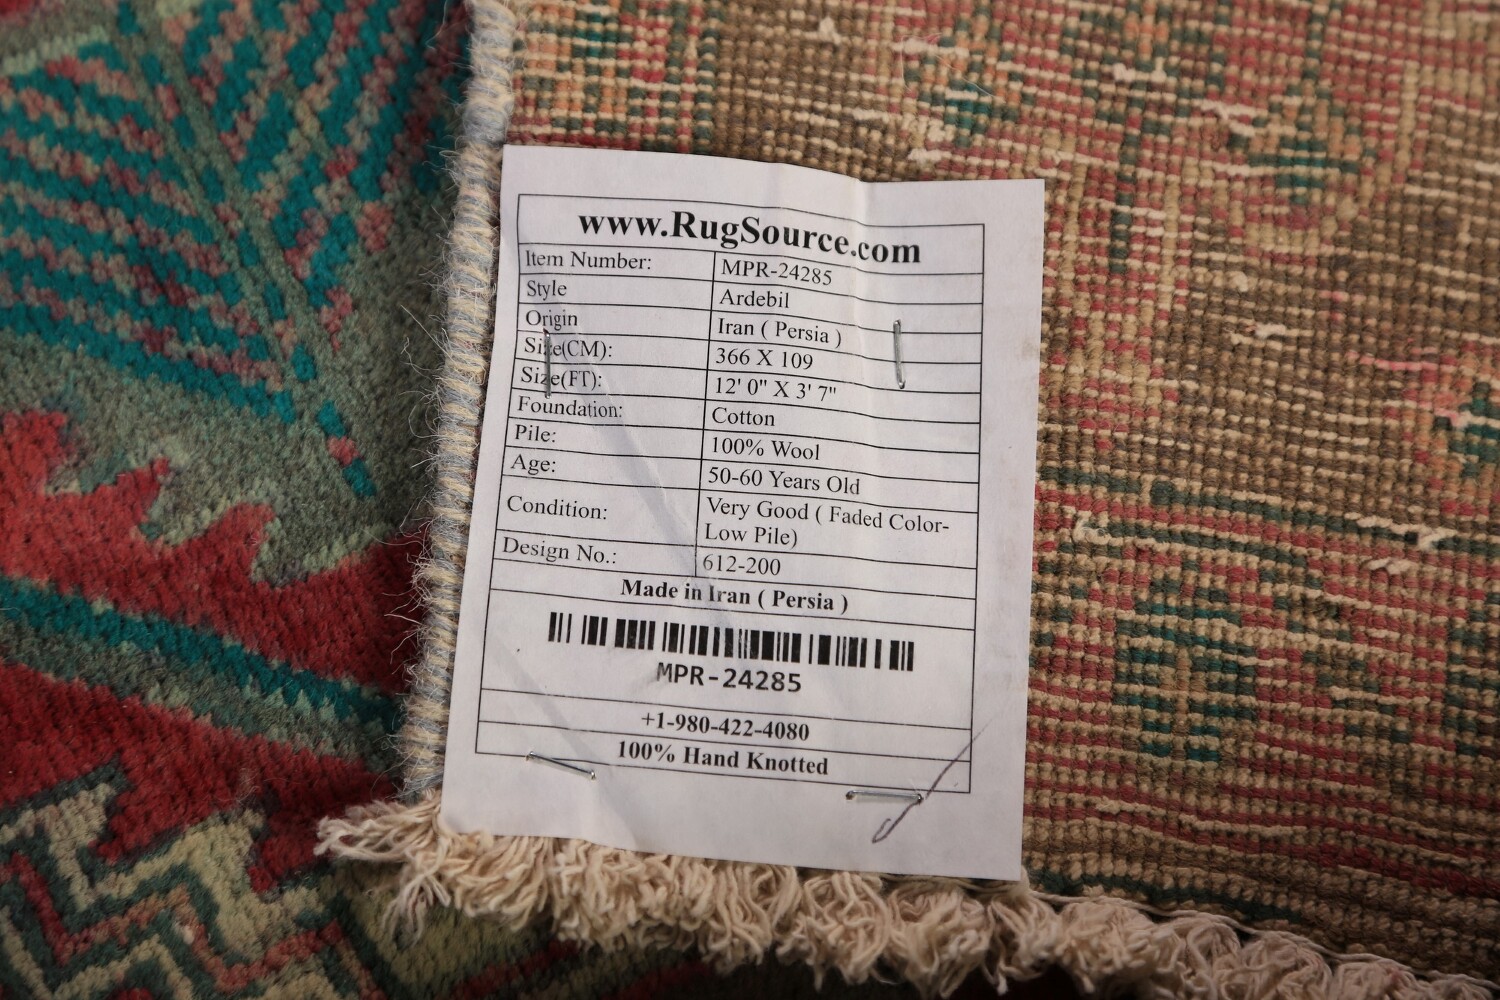 www.RugSource.com
Item Number: MPR-24285
Style Ardebil
Origin Iran ( Persia )
Size(CM): 366 X 109
Size(FT): 12' 0" X 3' 7"
Foundation: Cotton
Pile: 100% Wool
Age: 50-60 Years Old
Condition: Very Good ( Faded Color-
Low Pile)
Design No.: 612-200
Made in Iran ( Persia )
MPR-24285
+1-980-422-4080
100% Hand Knotted